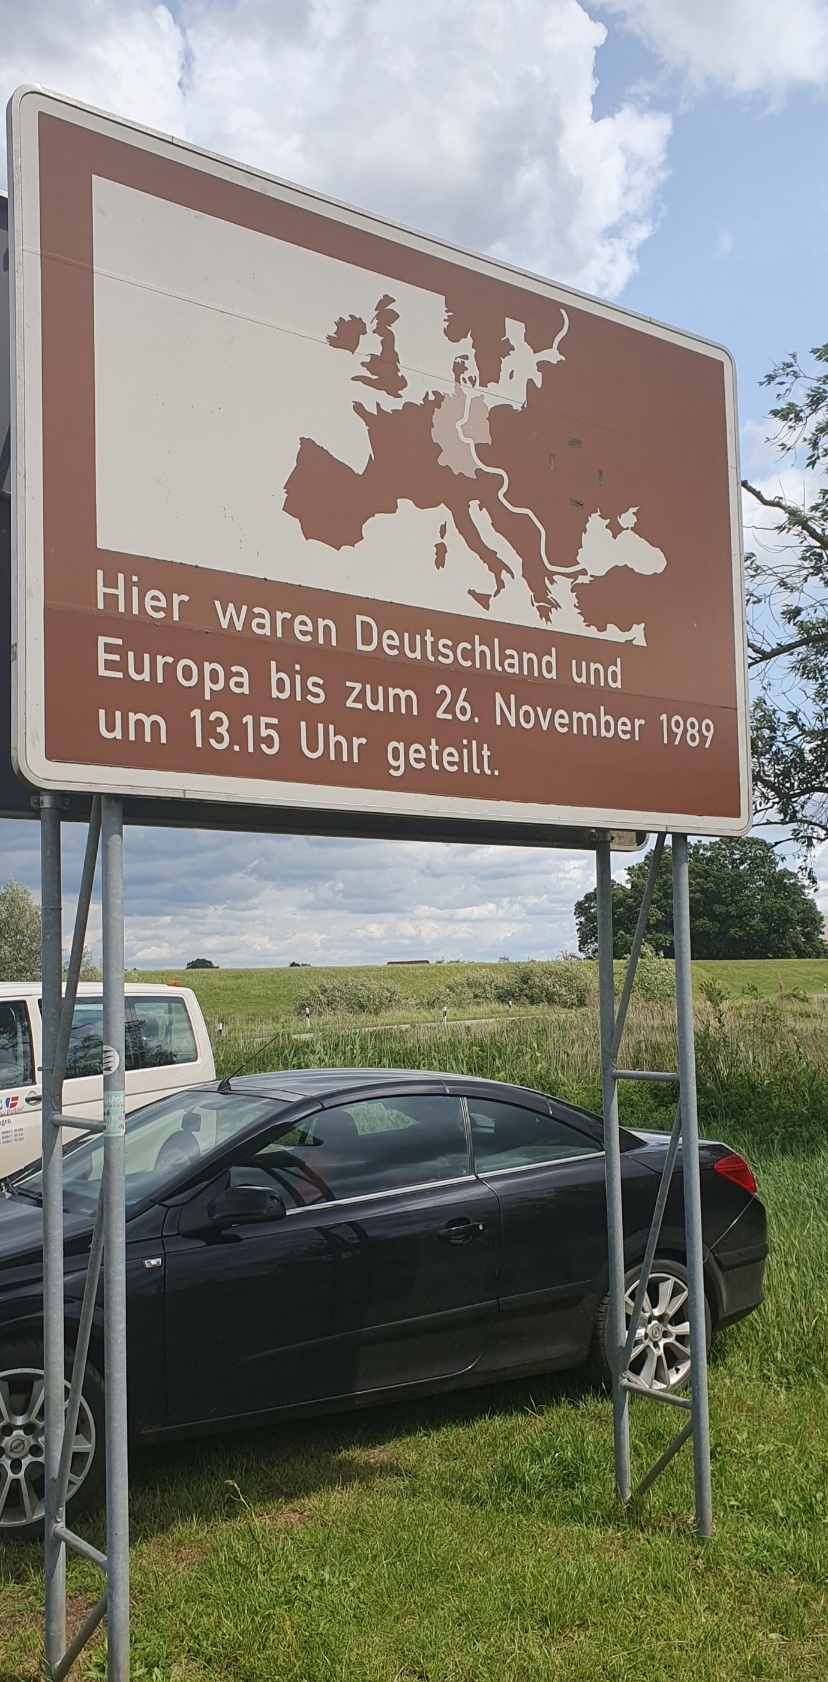 Hier waren Deutschland und
Europa bis zum 26. November 1989
um 13.15 Uhr geteilt.